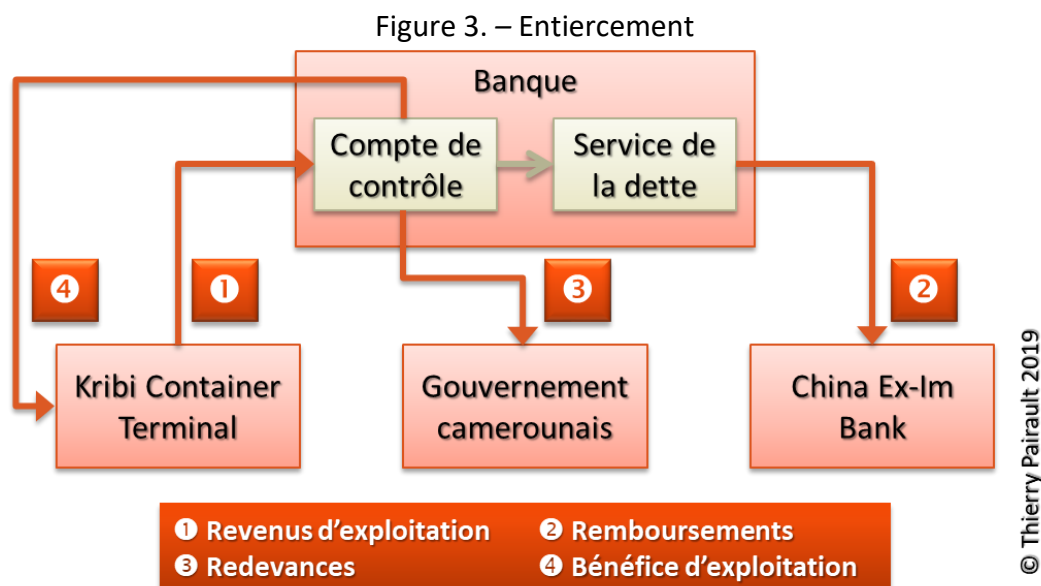 Figure 3. – Entiercement
Banque
Compte de
contrôle
Service de
la dette
❹
❶
❸
❷
Kribi Container
Terminal
Gouvernement
camerounais
China Ex-Im
Bank
❶ Revenus d'exploitation
❷ Remboursements
❸ Redevances
❹ Bénéfice d'exploitation
© Thierry Pairault 2019